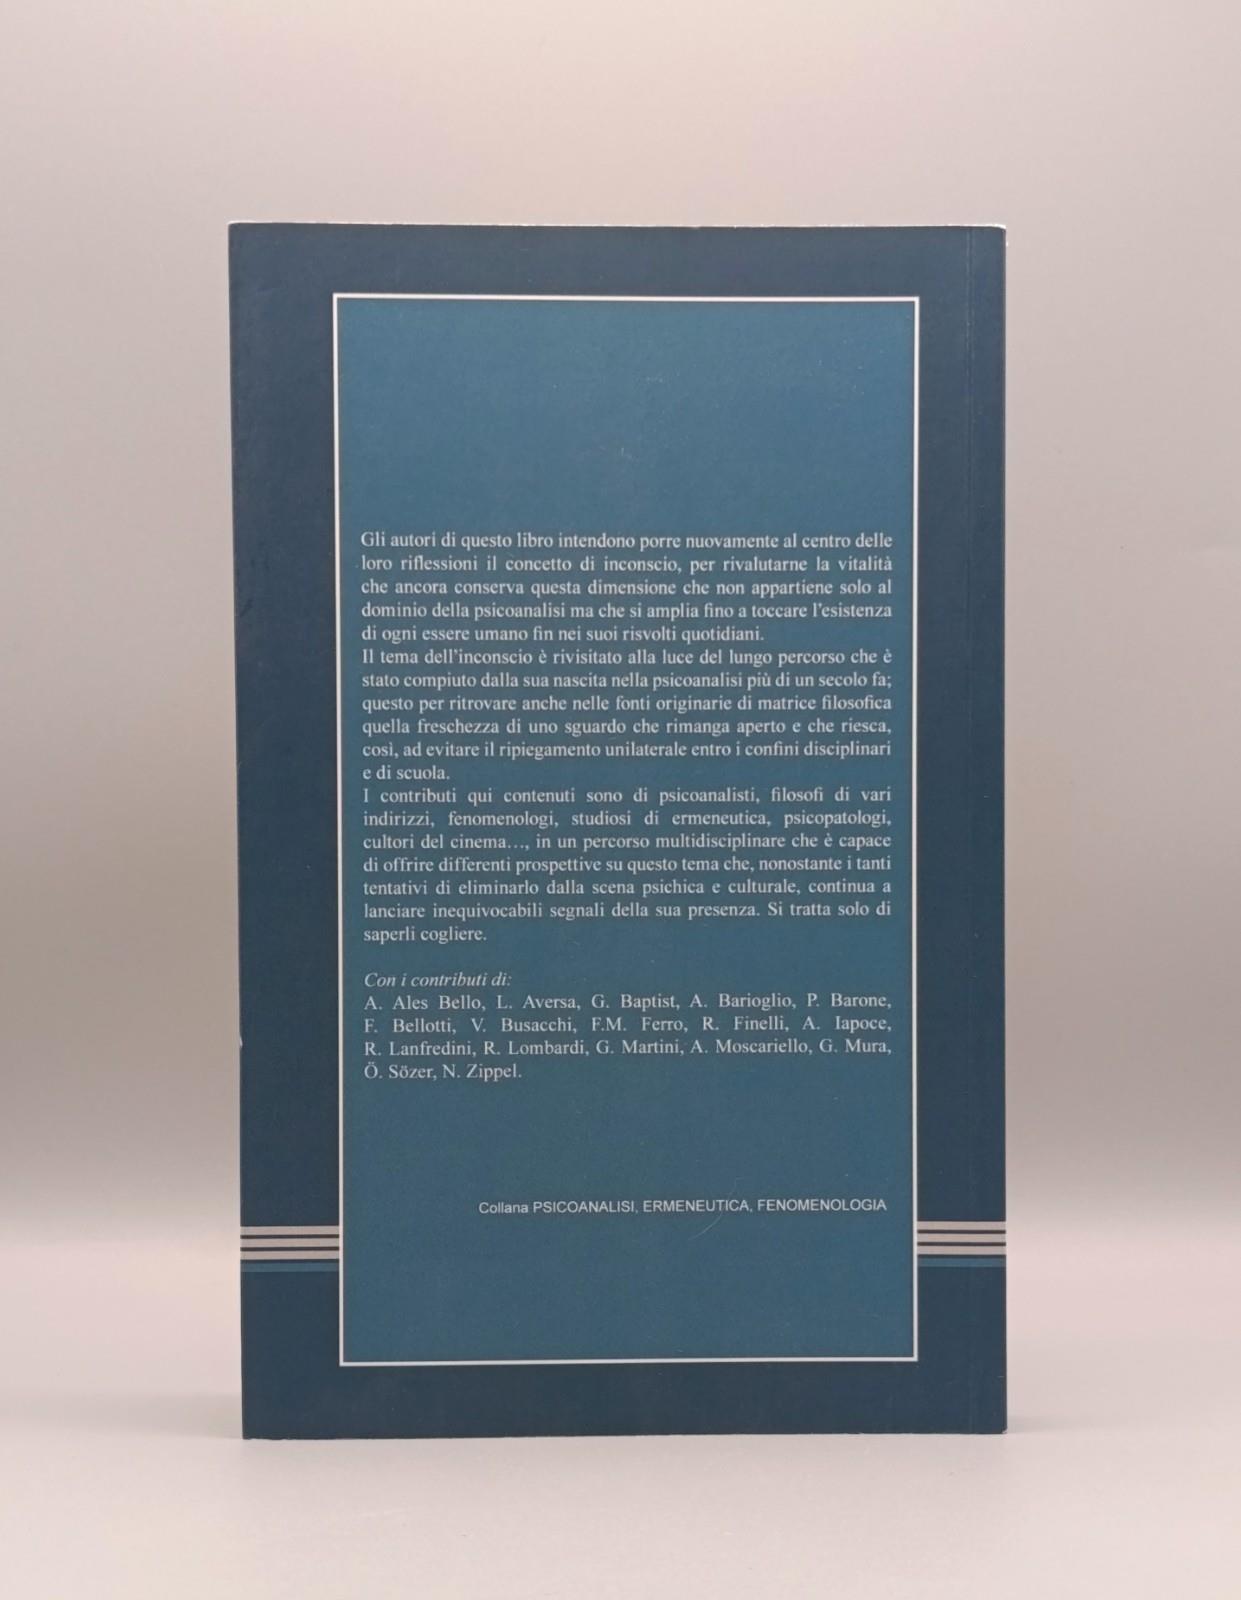 Gli autori di questo libro intendono porre nuovamente al centro delle
loro riflessioni il concetto di inconscio, per rivalutarne la vitalità
che ancora conserva questa dimensione che non appartiene solo al
dominio della psicoanalisi ma che si amplia fino a toccare l'esistenza
di ogni essere umano fin nei suoi risvolti quotidiani.
Il tema dell'inconscio è rivisitato alla luce del lungo percorso che è
stato compiuto dalla sua nascita nella psicoanalisi più di un secolo fa;
questo per ritrovare anche nelle fonti originarie di matrice filosofica
quella freschezza di uno sguardo che rimanga aperto e che riesca,
così, ad evitare il ripiegamento unilaterale entro i confini disciplinari
e di scuola.
I contributi qui contenuti sono di psicoanalisti, filosofi di vari
indirizzi, fenomenologi, studiosi di ermeneutica, psicopatologi,
cultori del cinema…, in un percorso multidisciplinare che è capace
di offrire differenti prospettive su questo tema che, nonostante i tanti
tentativi di eliminarlo dalla scena psichica e culturale, continua a
lanciare inequivocabili segnali della sua presenza. Si tratta solo di
saperli cogliere.
Con i contributi di:
A. Ales Bello, L. Aversa, G. Baptist, A. Barioglio, P. Barone,
F. Bellotti, V. Busacchi, F.M. Ferro, R. Finelli, A. Iapoce,
R. Lanfredini, R. Lombardi, G. Martini, A. Moscariello, G. Mura,
Ö. Sözer, N. Zippel.
Collana PSICOANALISI, ERMENEUTICA, FENOMENOLOGIA